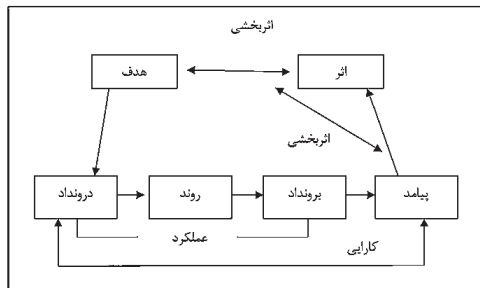 اثربخشی
هدف
اثر
اثربخشی
درونداد
روند
برونداد
پیامد
عملکرد
کارایی